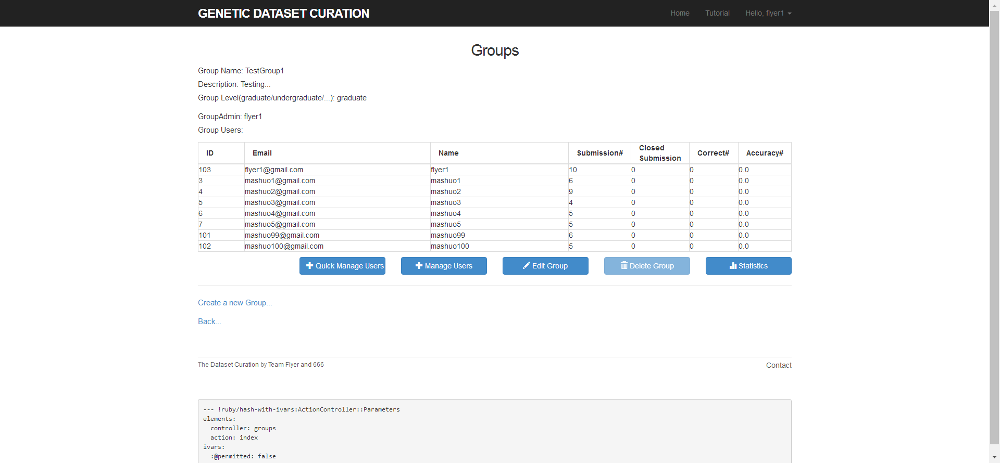 GENETIC DATASET CURATION Home Tutorial Hello, flyer1
Groups
Group Name: TestGroup1
Description: Testing...
Group Level(graduate/undergraduate/...): graduate
GroupAdmin: flyer1
Group Users:
ID Email Name Submission# Closed Submission Correct# Accuracy#
103 flyer1@gmail.com flyer1 10 0 0 0.0
3 mashuo1@gmail.com mashuo1 6 0 0 0.0
4 mashuo2@gmail.com mashuo2 9 0 0 0.0
5 mashuo3@gmail.com mashuo3 4 0 0 0.0
6 mashuo4@gmail.com mashuo4 5 0 0 0.0
7 mashuo5@gmail.com mashuo5 5 0 0 0.0
101 mashuo99@gmail.com mashuo99 6 0 0 0.0
102 mashuo100@gmail.com mashuo100 5 0 0 0.0
Quick Manage Users Manage Users Edit Group Delete Group Statistics
Create a new Group...
Back...
The Dataset Curation by Team Flyer and 666 Contact
--- !ruby/hash-with-ivars:ActionController::Parameters
elements:
  controller: groups
  action: index
ivars:
  :@permitted: false